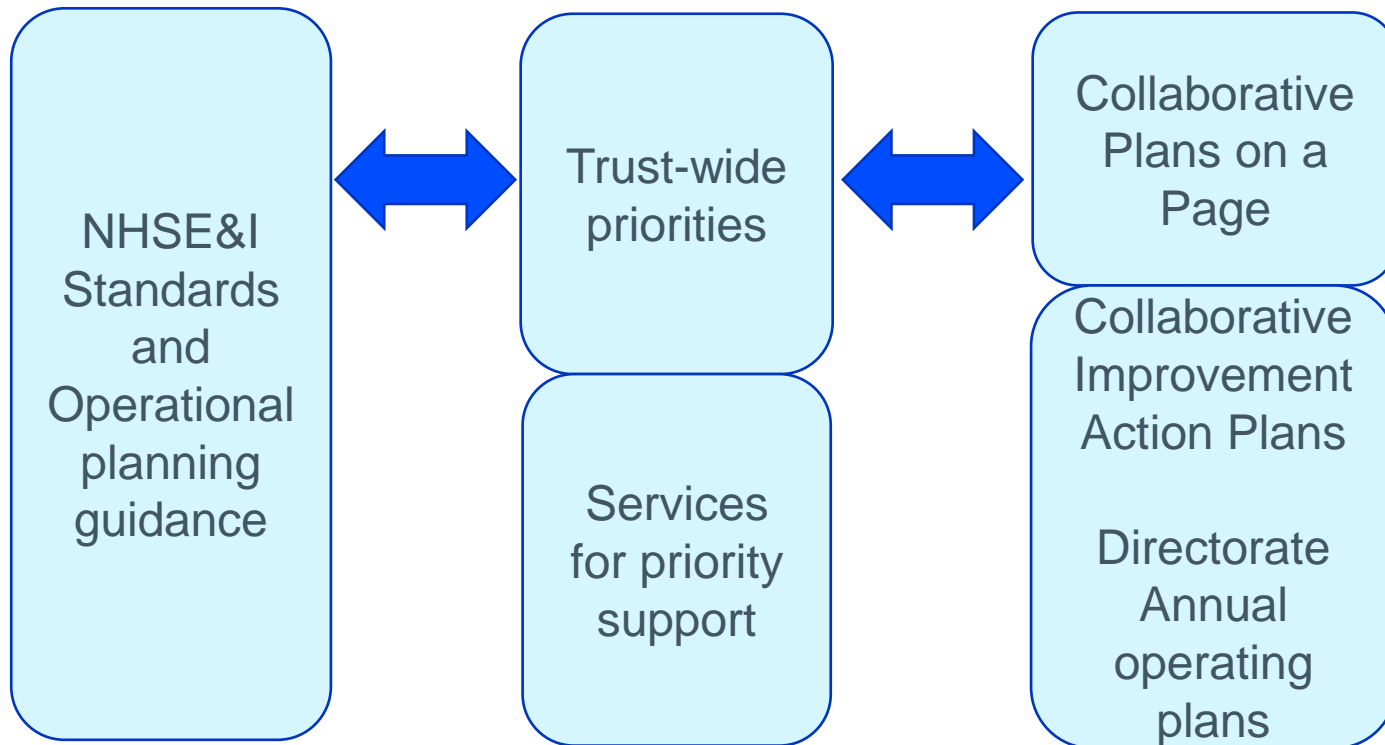 NHSE&I
Standards
and
Operational
planning
guidance
Trust-wide
priorities
Services
for priority
support
Collaborative
Plans on a
Page
Collaborative
Improvement
Action Plans
Directorate
Annual
operating
plans